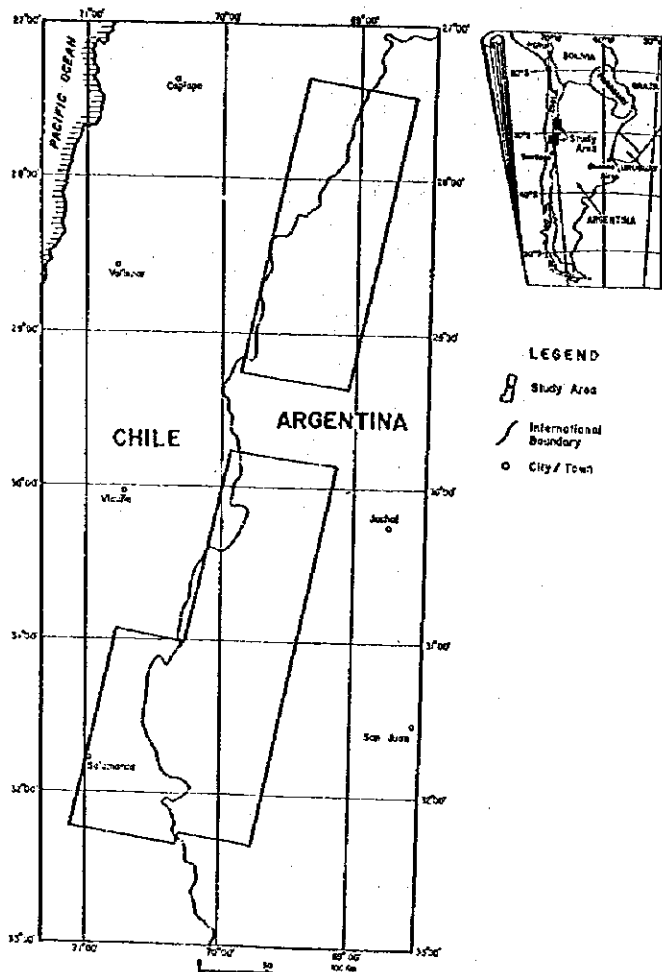 27°00'
71°00'
70°00'
69°00'
27°00'
PACIFIC OCEAN
Copiapo
28°00'
28°00'
Vallenar
29°00'
29°00'
CHILE
ARGENTINA
30°00'
30°00'
Vicuña
Jachal
31°00'
31°00'
San Juan
Salamanca
32°00'
32°00'
33°00'
71°00'
70°00'
69°00'
33°00'
50
100 Km
BOLIVIA
BRAZIL
Study
Area
URUGUAY
ARGENTINA
LEGEND
Study Area
International
Boundary
City / Town